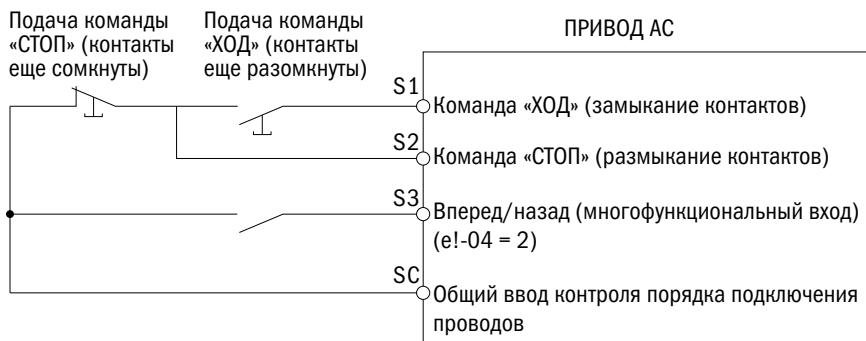 Подача команды
«СТОП» (контакты
еще сомкнуты)
Подача команды
«ХОД» (контакты
еще разомкнуты)
ПРИВОД АС
S1
Команда «ХОД» (замыкание контактов)
S2
Команда «СТОП» (размыкание контактов)
S3
Вперед/назад (многофункциональный вход)
(e!-04 = 2)
SC
Общий ввод контроля порядка подключения
проводов